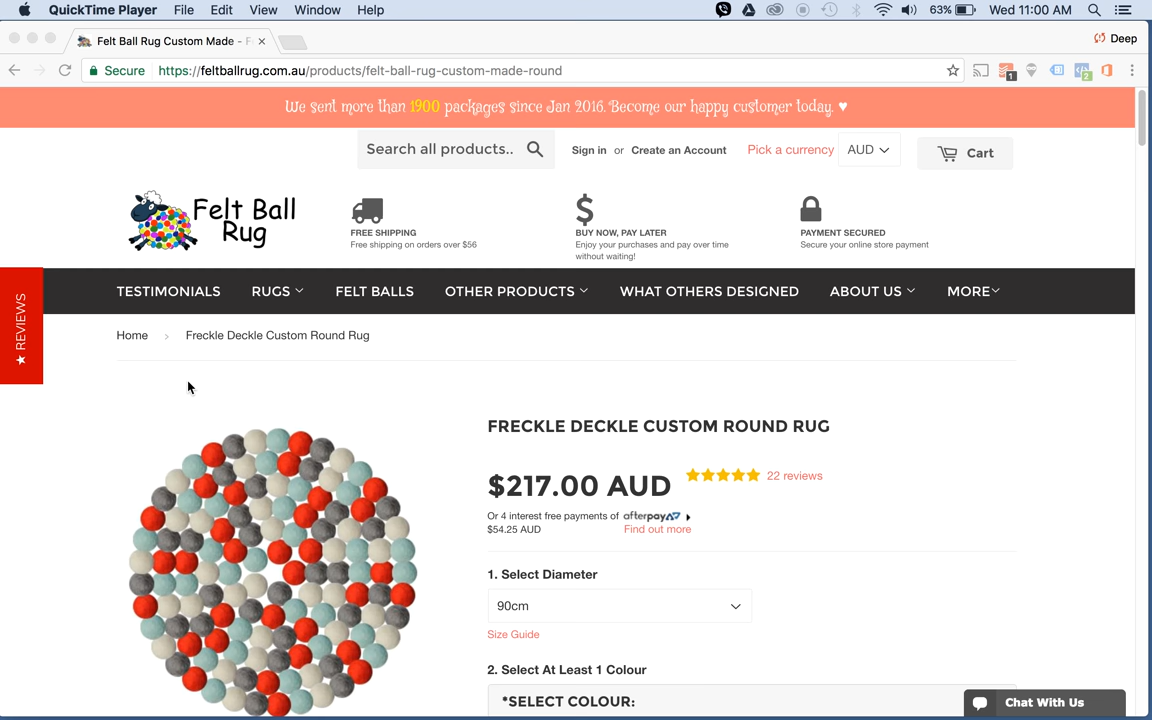 QuickTime Player File Edit View Window Help 63% Wed 11:00 AM
Felt Ball Rug Custom Made - F Deep
Secure https://feltballrug.com.au/products/felt-ball-rug-custom-made-round 1 2
We sent more than 1900 packages since Jan 2016. Become our happy customer today. ♥
Search all products.. Sign in or Create an Account Pick a currency AUD Cart
Felt Ball
Rug
FREE SHIPPING
Free shipping on orders over $56
BUY NOW, PAY LATER
Enjoy your purchases and pay over time
without waiting!
PAYMENT SECURED
Secure your online store payment
TESTIMONIALS RUGS FELT BALLS OTHER PRODUCTS WHAT OTHERS DESIGNED ABOUT US MORE
★ REVIEWS
Home > Freckle Deckle Custom Round Rug
FRECKLE DECKLE CUSTOM ROUND RUG
$217.00 AUD 22 reviews
Or 4 interest free payments of afterpay
$54.25 AUD Find out more
1. Select Diameter
90cm
Size Guide
2. Select At Least 1 Colour
*SELECT COLOUR:
Chat With Us